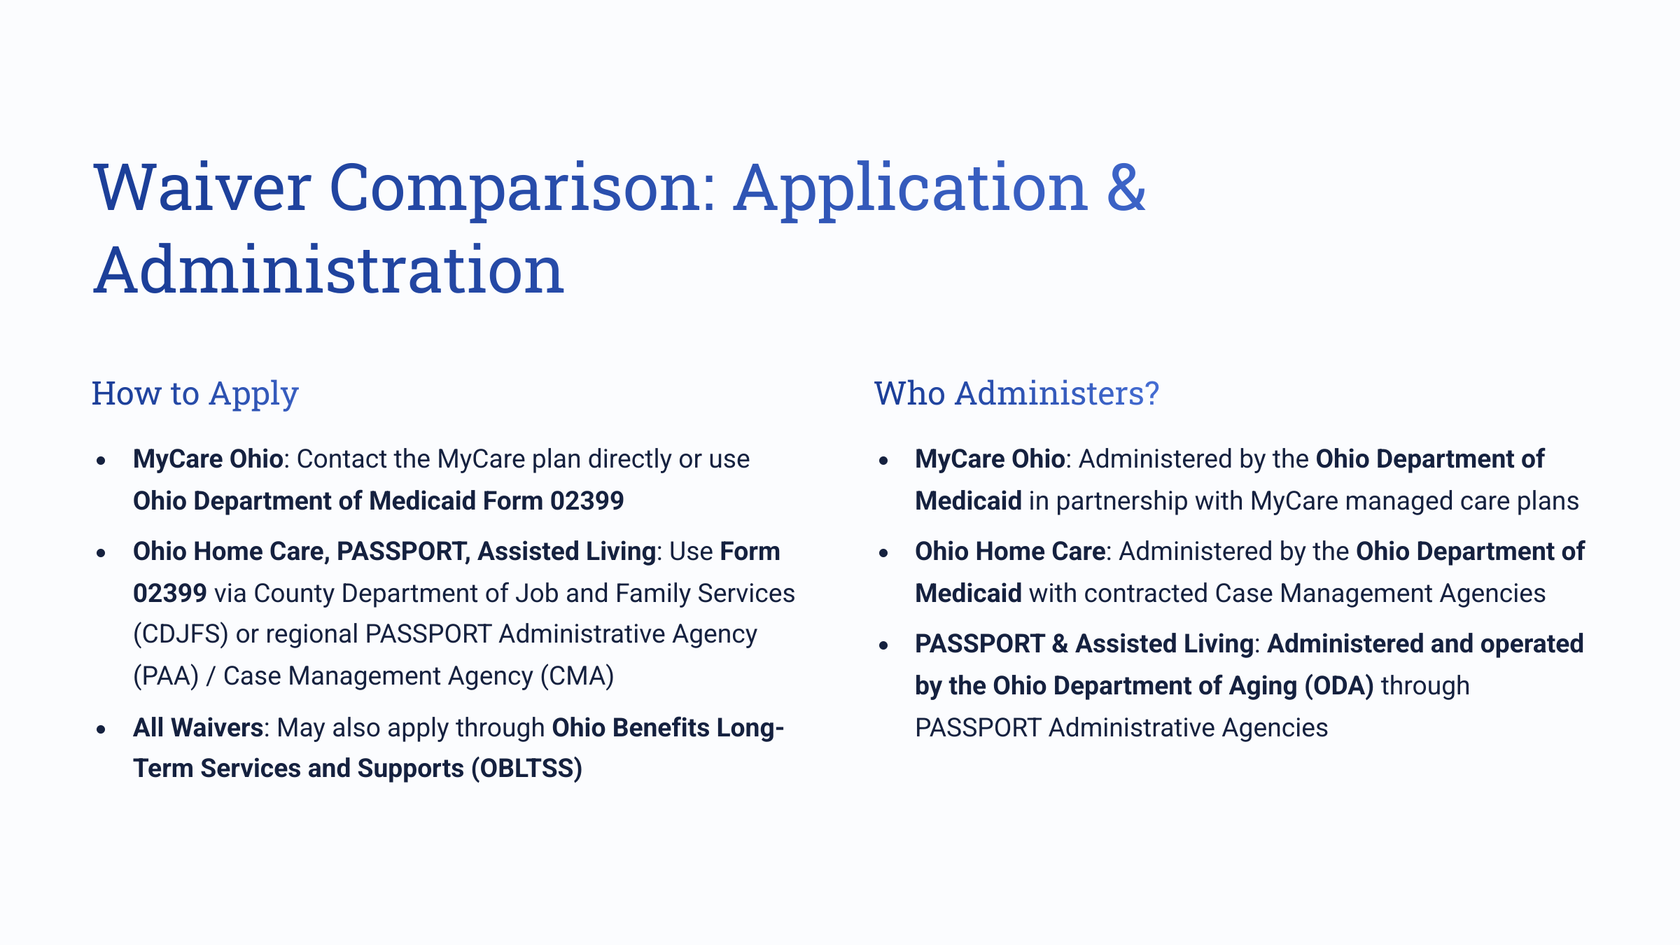 Waiver Comparison: Application &
Administration
How to Apply
• MyCare Ohio: Contact the MyCare plan directly or use
Ohio Department of Medicaid Form 02399
• Ohio Home Care, PASSPORT, Assisted Living: Use Form
02399 via County Department of Job and Family Services
(CDJFS) or regional PASSPORT Administrative Agency
(PAA) / Case Management Agency (CMA)
• All Waivers: May also apply through Ohio Benefits Long-
Term Services and Supports (OBLTSS)
Who Administers?
• MyCare Ohio: Administered by the Ohio Department of
Medicaid in partnership with MyCare managed care plans
• Ohio Home Care: Administered by the Ohio Department of
Medicaid with contracted Case Management Agencies
• PASSPORT & Assisted Living: Administered and operated
by the Ohio Department of Aging (ODA) through
PASSPORT Administrative Agencies